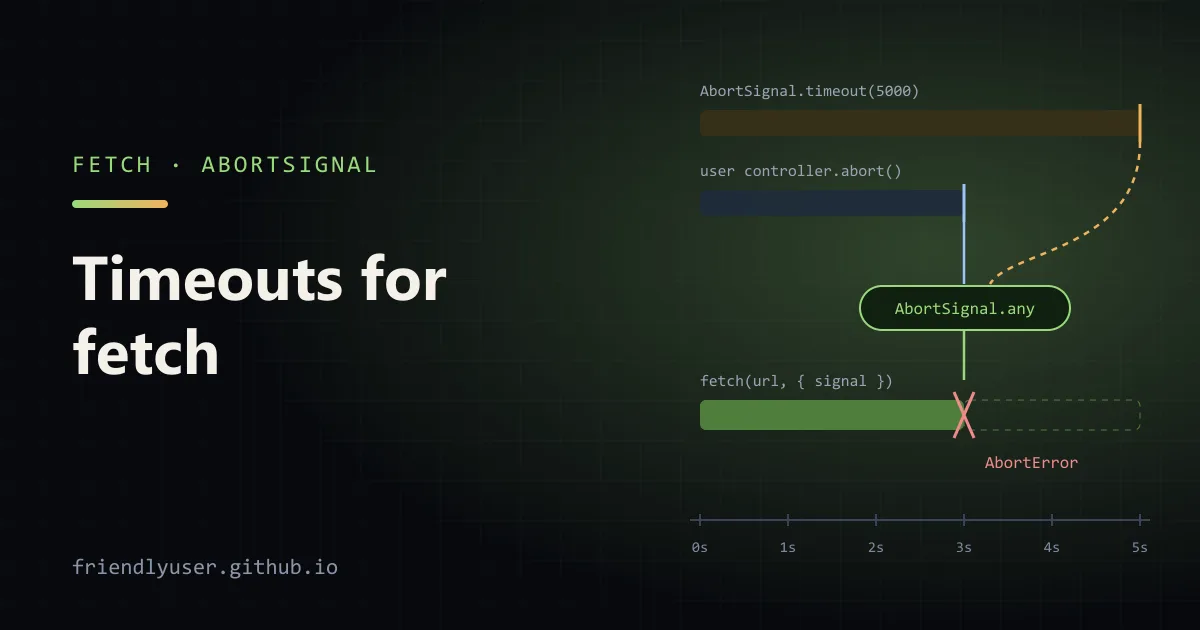 FETCH · ABORTSIGNAL
Timeouts for
fetch
friendlyuser.github.io
AbortSignal.timeout(5000)
user controller.abort()
AbortSignal.any
fetch(url, { signal })
AbortError
0s 1s 2s 3s 4s 5s